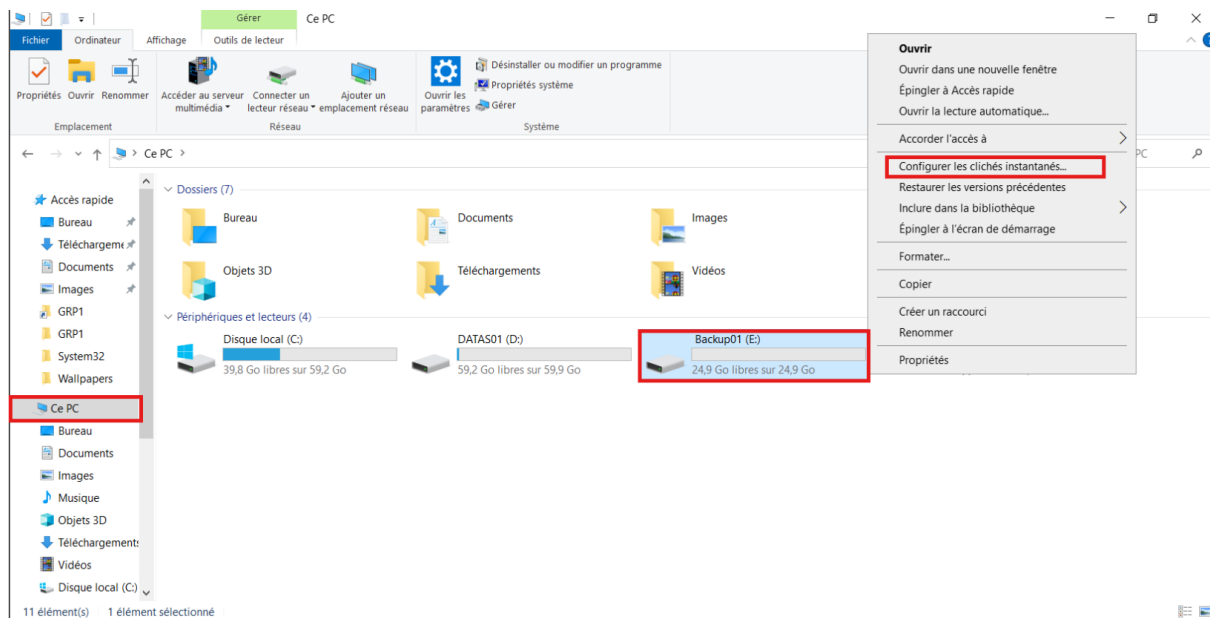 Gérer
Ce PC
Fichier
Ordinateur
Affichage
Outils de lecteur
Propriétés
Ouvrir
Renommer
Accéder au serveur
multimédia
Connecter un
lecteur réseau
Ajouter un
emplacement réseau
Ouvrir les
paramètres
Désinstaller ou modifier un programme
Propriétés système
Gérer
Emplacement
Réseau
Système
Ce PC
PC
Accès rapide
Bureau
Téléchargeme
Documents
Images
GRP1
GRP1
System32
Wallpapers
Ce PC
Bureau
Documents
Images
Musique
Objets 3D
Téléchargements
Vidéos
Disque local (C:)
Dossiers (7)
Bureau
Documents
Images
Objets 3D
Téléchargements
Vidéos
Périphériques et lecteurs (4)
Disque local (C:)
39,8 Go libres sur 59,2 Go
DATAS01 (D:)
59,2 Go libres sur 59,9 Go
Backup01 (E:)
24,9 Go libres sur 24,9 Go
Ouvrir
Ouvrir dans une nouvelle fenêtre
Épingler à Accès rapide
Ouvrir la lecture automatique...
Accorder l'accès à
Configurer les clichés instantanés...
Restaurer les versions précédentes
Inclure dans la bibliothèque
Épingler à l'écran de démarrage
Formater...
Copier
Créer un raccourci
Renommer
Propriétés
11 élément(s)
1 élément sélectionné